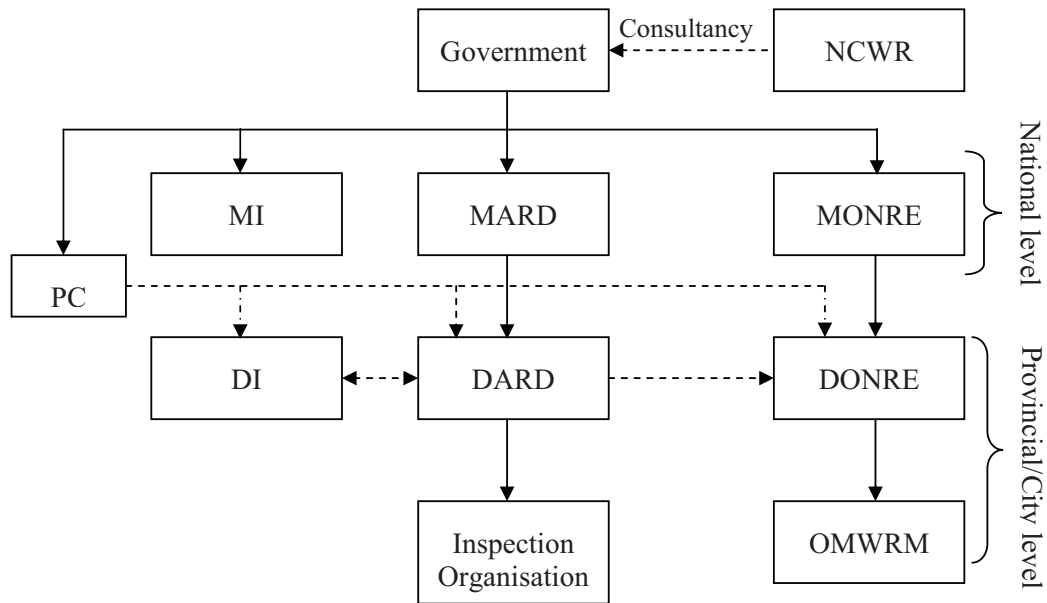 Consultancy
Government
NCWR
National level
MI
MARD
MONRE
PC
Provincial/City level
DI
DARD
DONRE
Inspection
Organisation
OMWRM